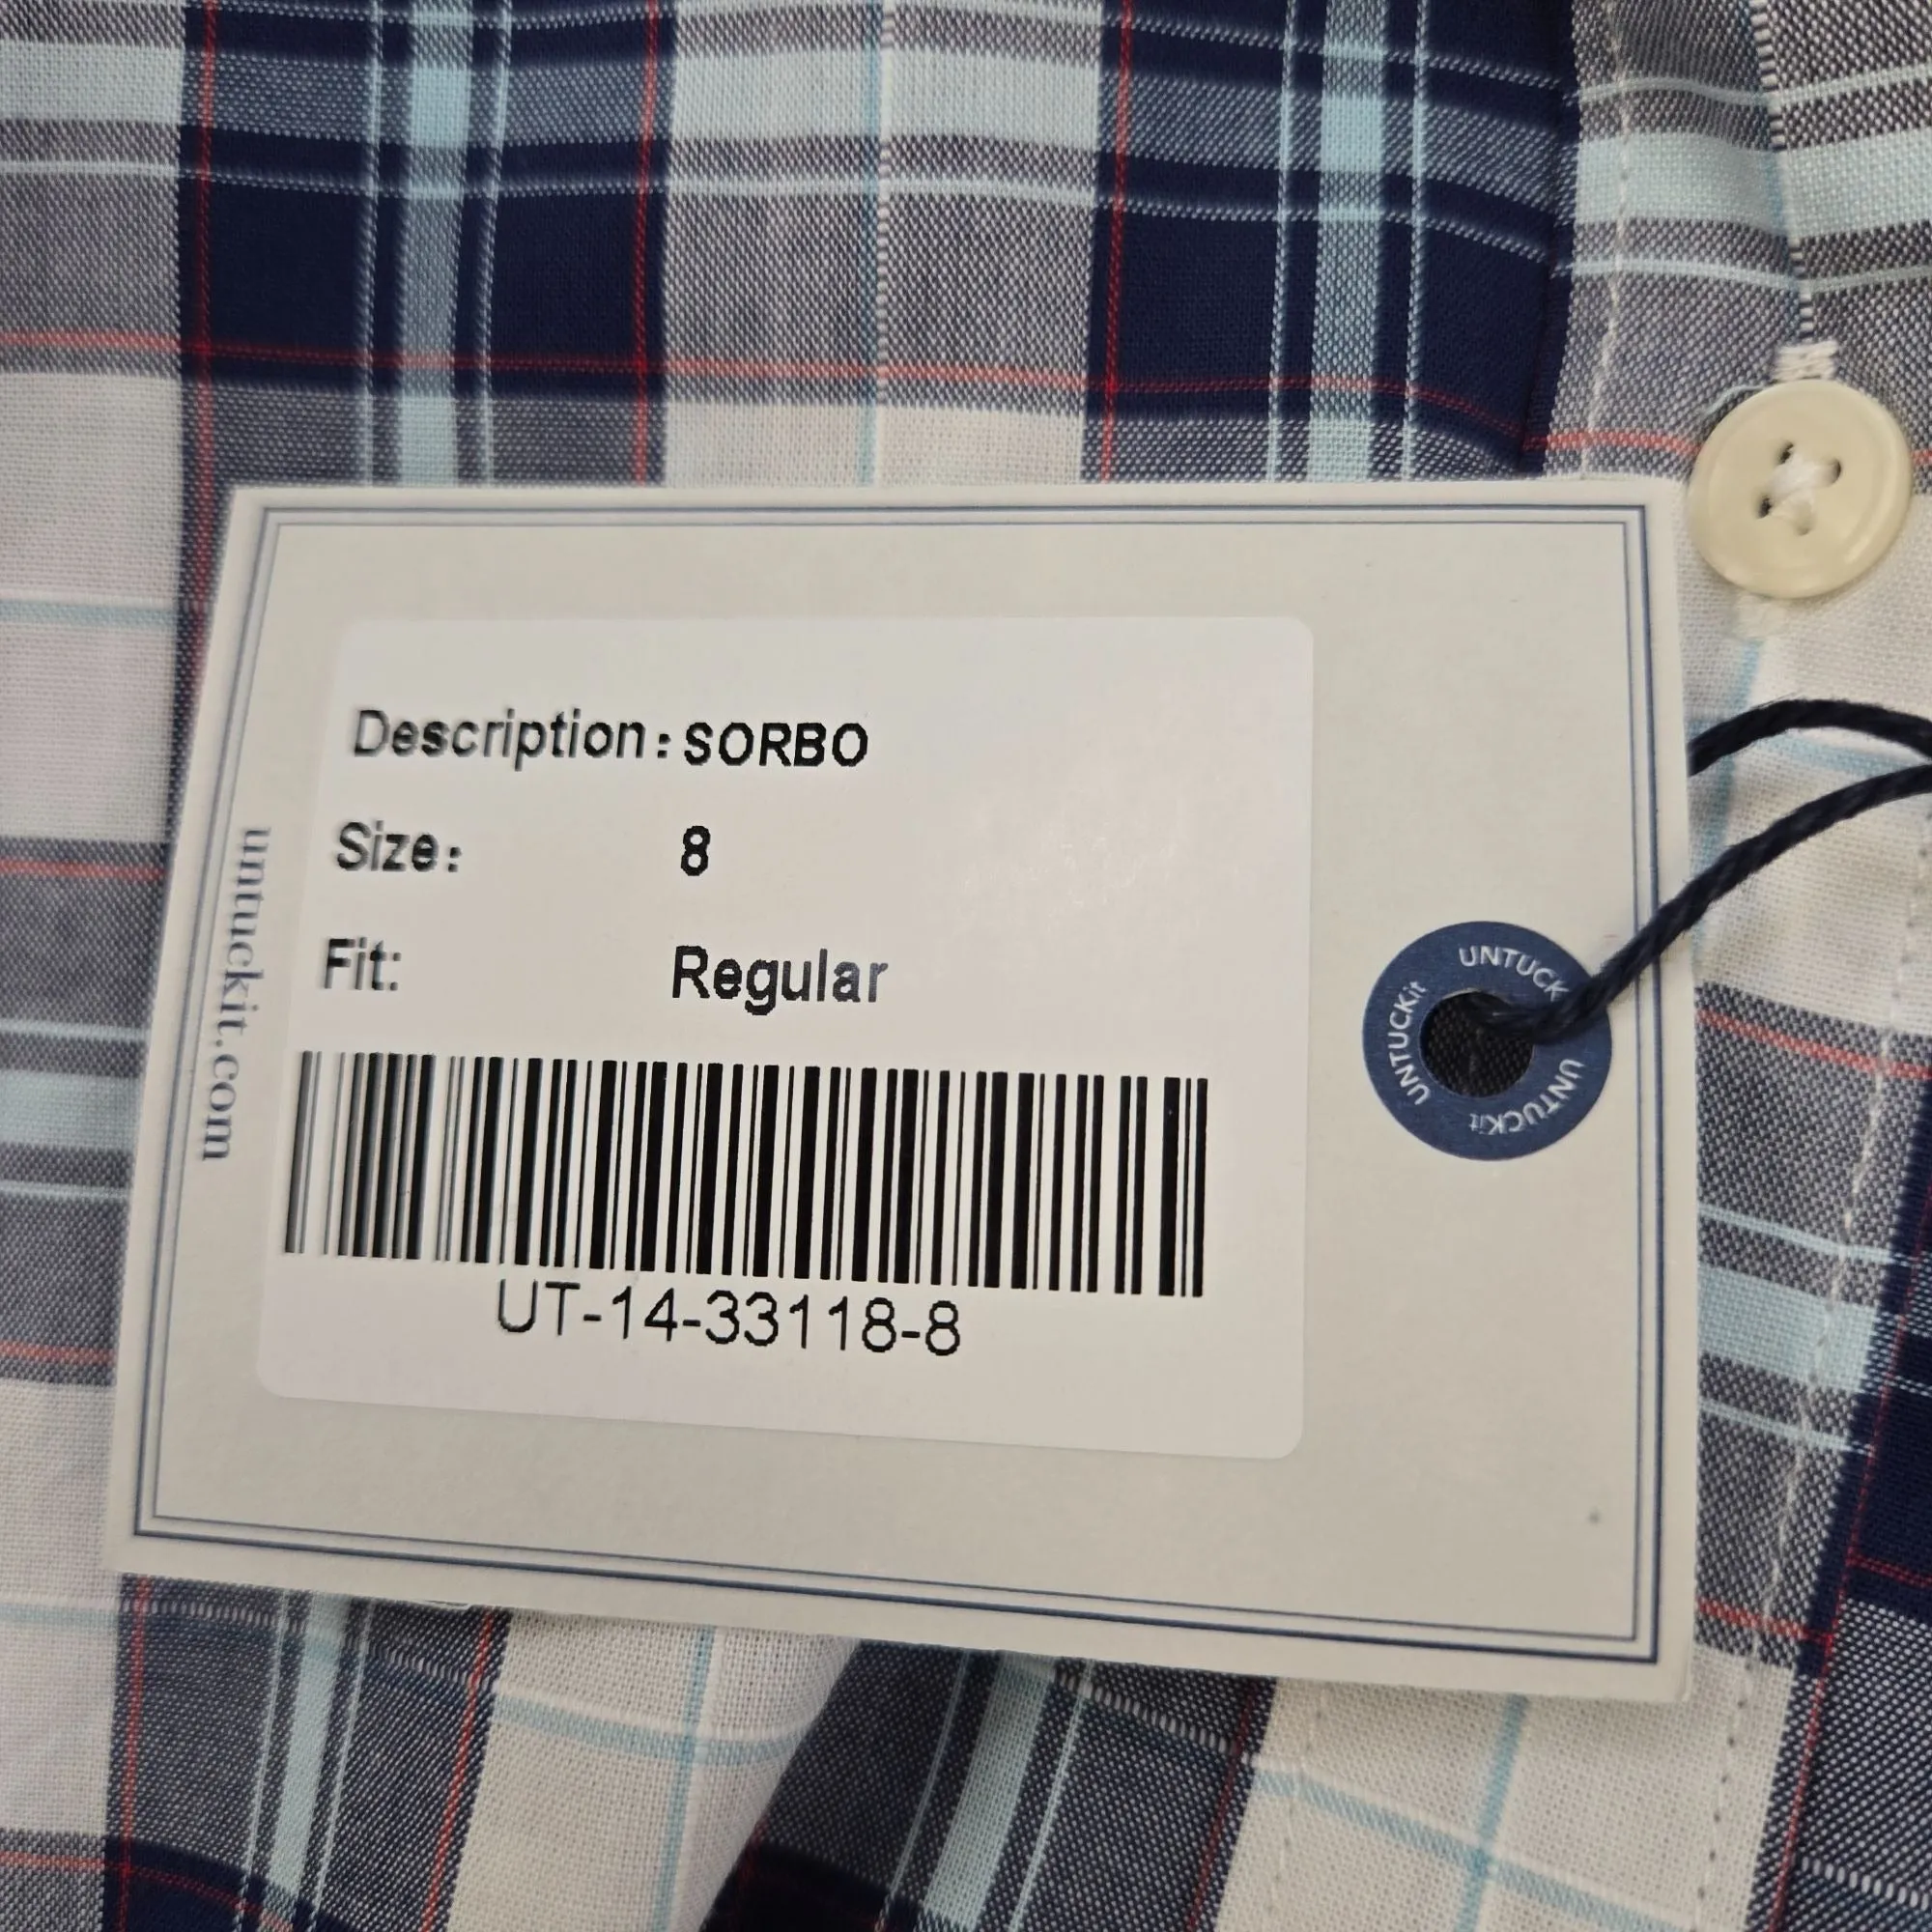 Description: SORBO
Size: 8
Fit: Regular
UT-14-33118-8
untuckit.com
UNTUCK
UNTUCKit
UNTUCKit